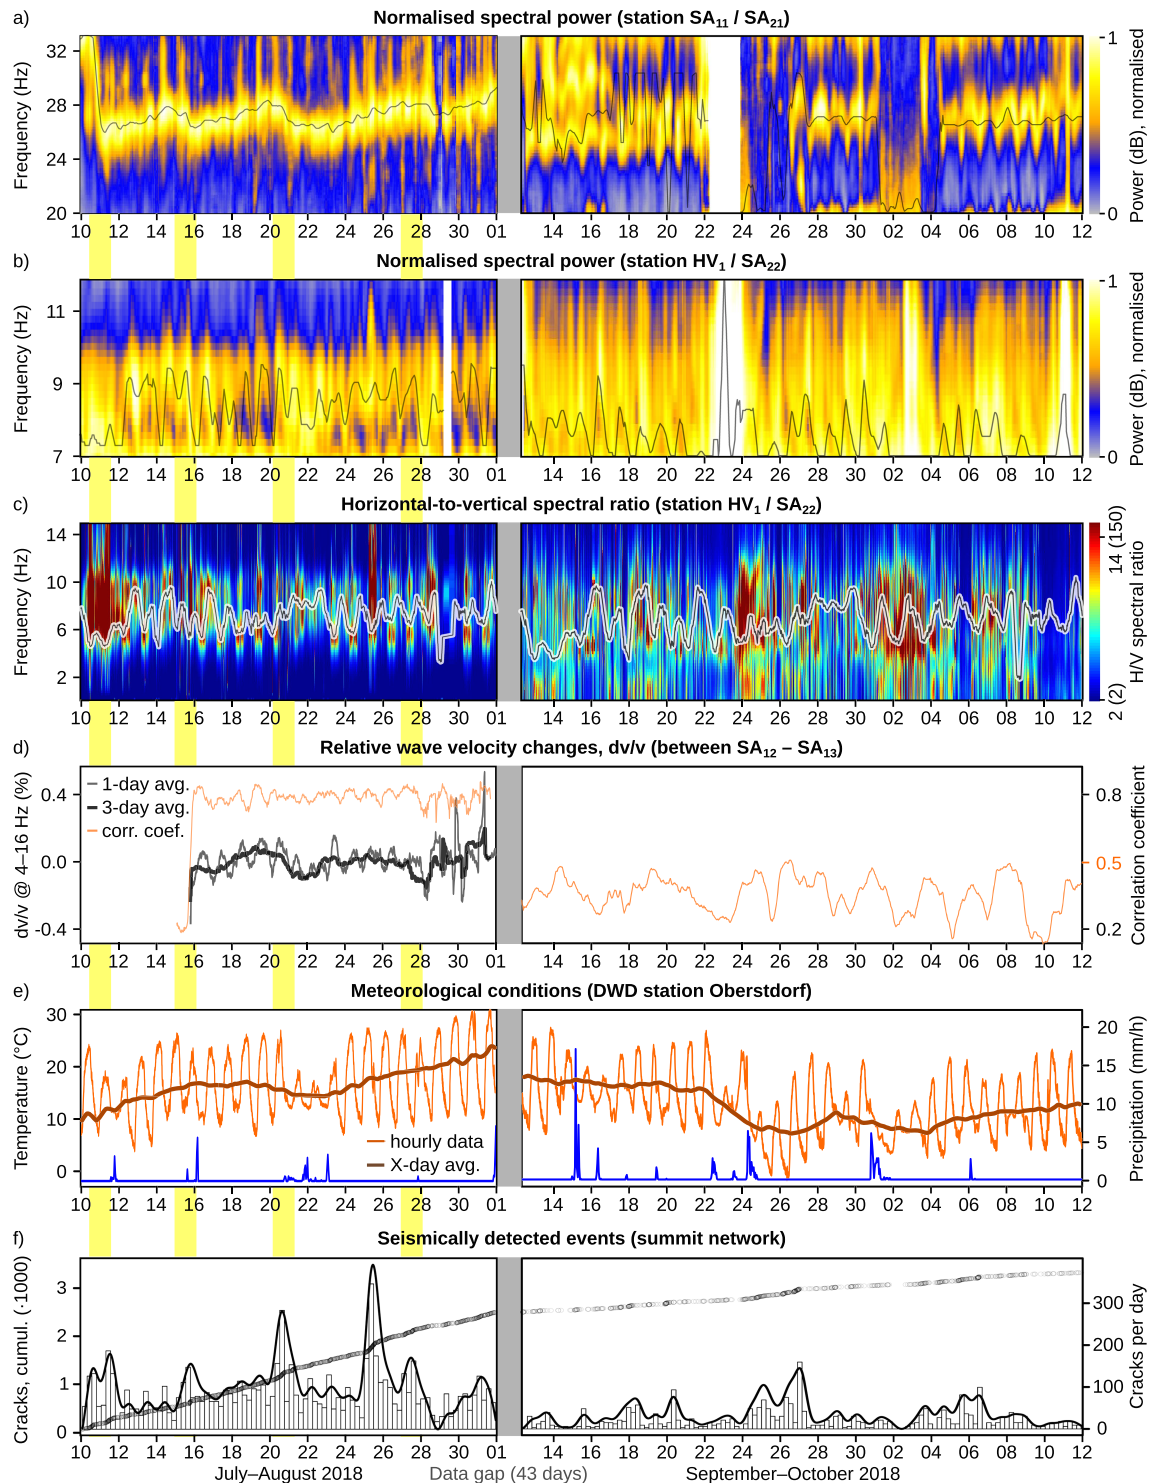 a) Normalised spectral power (station SA11 / SA21)
Frequency (Hz)
32
28
24
20
10 12 14 16 18 20 22 24 26 28 30 01 14 16 18 20 22 24 26 28 30 02 04 06 08 10 12
1
0
Power (dB), normalised
b) Normalised spectral power (station HV1 / SA22)
Frequency (Hz)
11
9
7
10 12 14 16 18 20 22 24 26 28 30 01 14 16 18 20 22 24 26 28 30 02 04 06 08 10 12
1
0
Power (dB), normalised
c) Horizontal-to-vertical spectral ratio (station HV1 / SA22)
Frequency (Hz)
14
10
6
2
10 12 14 16 18 20 22 24 26 28 30 01 14 16 18 20 22 24 26 28 30 02 04 06 08 10 12
14 (150)
2 (2)
H/V spectral ratio
d) Relative wave velocity changes, dv/v (between SA12 – SA13)
dv/v @ 4–16 Hz (%)
0.4
0.0
-0.4
1-day avg.
3-day avg.
corr. coef.
10 12 14 16 18 20 22 24 26 28 30 01 14 16 18 20 22 24 26 28 30 02 04 06 08 10 12
0.8
0.5
0.2
Correlation coefficient
e) Meteorological conditions (DWD station Oberstdorf)
Temperature (°C)
30
20
10
0
hourly data
X-day avg.
10 12 14 16 18 20 22 24 26 28 30 01 14 16 18 20 22 24 26 28 30 02 04 06 08 10 12
20
15
10
5
0
Precipitation (mm/h)
f) Seismically detected events (summit network)
Cracks, cumul. (·1000)
3
2
1
0
10 12 14 16 18 20 22 24 26 28 30 01 14 16 18 20 22 24 26 28 30 02 04 06 08 10 12
300
200
100
0
Cracks per day
July–August 2018 Data gap (43 days) September–October 2018